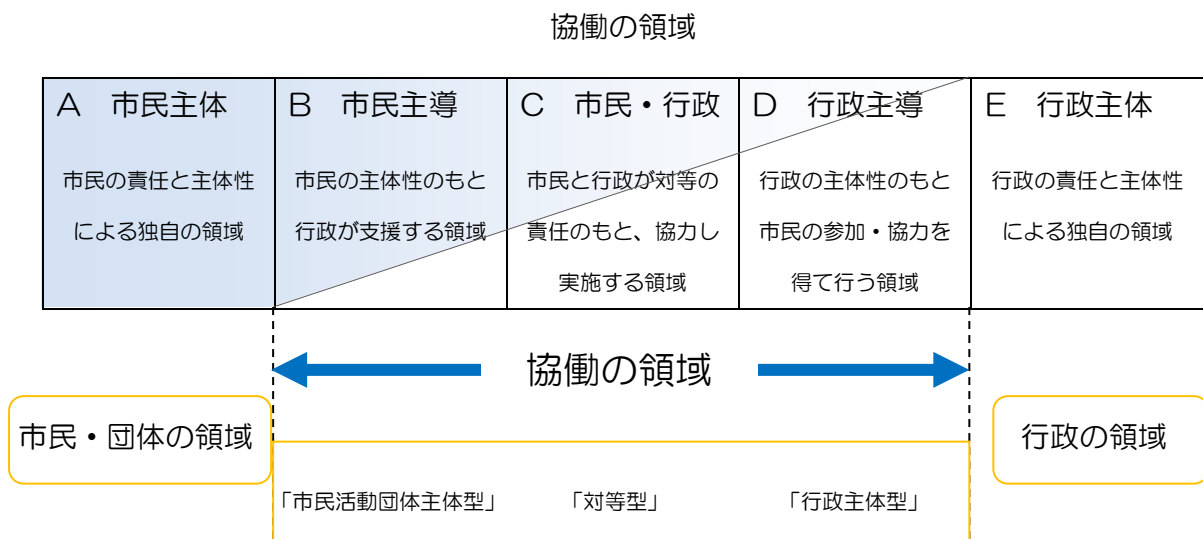 協働の領域
A　市民主体
市民の責任と主体性
による独自の領域
B　市民主導
市民の主体性のもと
行政が支援する領域
C　市民・行政
市民と行政が対等の
責任のもと、協力し
実施する領域
D　行政主導
行政の主体性のもと
市民の参加・協力を
得て行う領域
E　行政主体
行政の責任と主体性
による独自の領域
協働の領域
市民・団体の領域
行政の領域
「市民活動団体主体型」
「対等型」
「行政主体型」